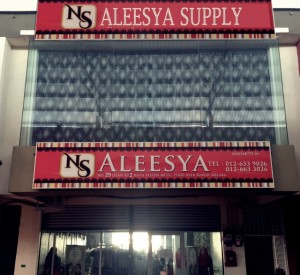 NS ALEESYA SUPPLY
NS ALEESYA
TEL : 012-653 9026
012-663 3026